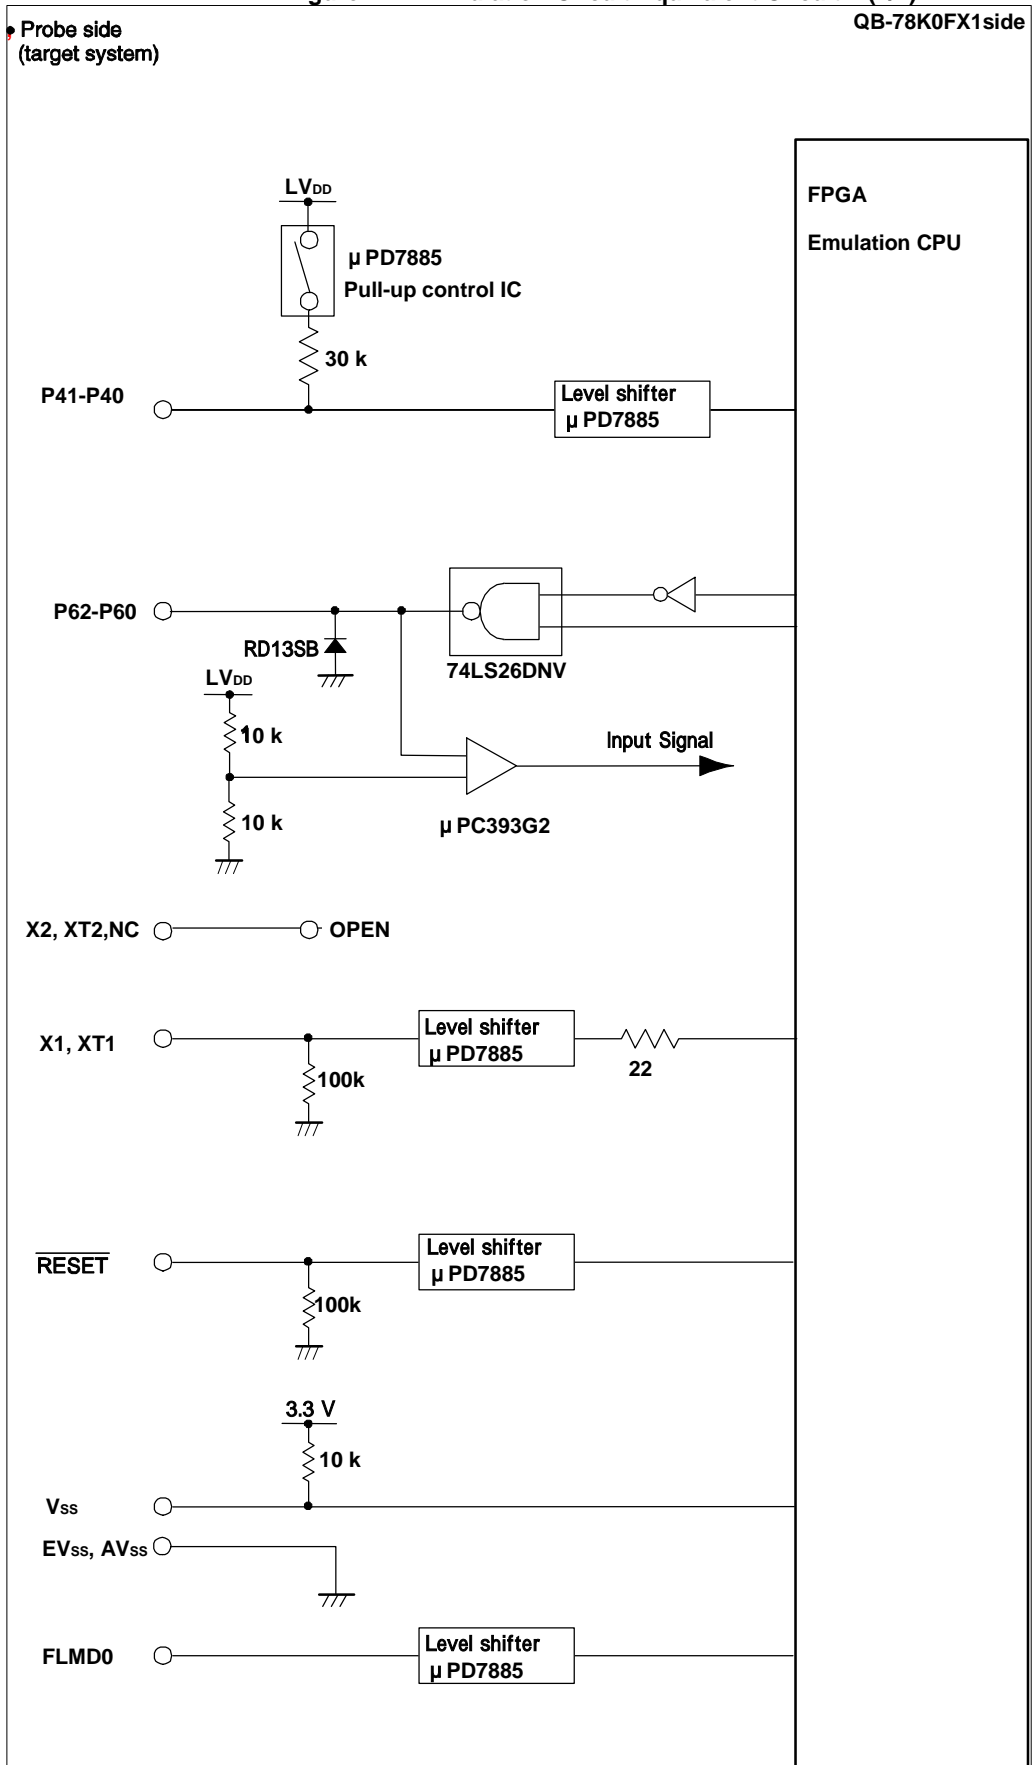 QB-78K0FX1side
• Probe side
(target system)
FPGA
Emulation CPU
LVDD
µ PD7885
Pull-up control IC
30 k
P41-P40
Level shifter
µ PD7885
P62-P60
RD13SB
74LS26DNV
LVDD
10 k
Input Signal
10 k
µ PC393G2
X2, XT2,NC
OPEN
X1, XT1
Level shifter
µ PD7885
22
100k
RESET
Level shifter
µ PD7885
100k
3.3 V
10 k
Vss
EVss, AVss
FLMD0
Level shifter
µ PD7885